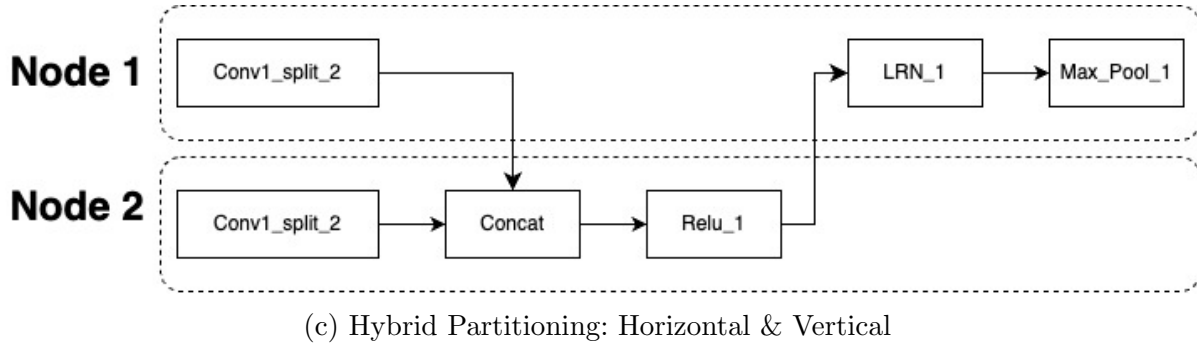 Node 1
Conv1_split_2
LRN_1
Max_Pool_1
Node 2
Conv1_split_2
Concat
Relu_1
(c) Hybrid Partitioning: Horizontal & Vertical